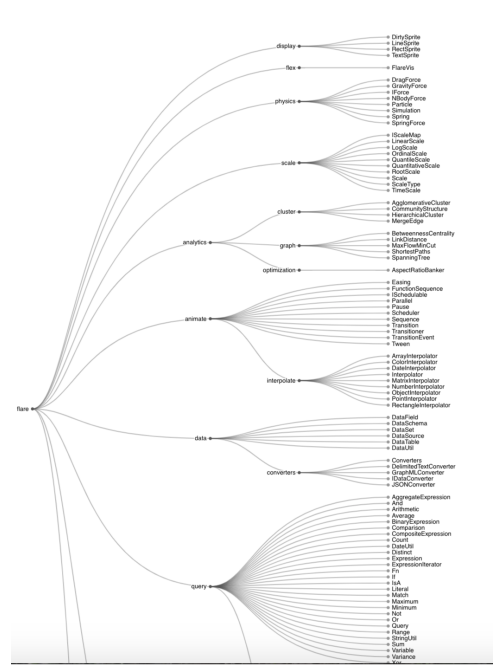 display
DirtySprite
LineSprite
RectSprite
TextSprite
flex
FlareVis
physics
DragForce
GravityForce
IForce
NBodyForce
Particle
Simulation
Spring
SpringForce
scale
IScaleMap
LinearScale
LogScale
OrdinalScale
QuantileScale
QuantitativeScale
RootScale
Scale
ScaleType
TimeScale
analytics
cluster
AgglomerativeCluster
CommunityStructure
HierarchicalCluster
MergeEdge
graph
BetweennessCentrality
LinkDistance
MaxFlowMinCut
ShortestPaths
SpanningTree
optimization
AspectRatioBanker
animate
Easing
FunctionSequence
ISchedulable
Parallel
Pause
Scheduler
Sequence
Transition
Transitioner
TransitionEvent
Tween
interpolate
ArrayInterpolator
ColorInterpolator
DateInterpolator
Interpolator
MatrixInterpolator
NumberInterpolator
ObjectInterpolator
PointInterpolator
RectangleInterpolator
flare
data
DataField
DataSchema
DataSet
DataSource
DataTable
DataUtil
converters
Converters
DelimitedTextConverter
GraphMLConverter
IDataConverter
JSONConverter
query
AggregateExpression
And
Arithmetic
Average
BinaryExpression
Comparison
CompositeExpression
Count
DateUtil
Distinct
Expression
ExpressionIterator
Fn
If
IsA
Literal
Match
Maximum
Minimum
Not
Or
Query
Range
StringUtil
Sum
Variable
Variance